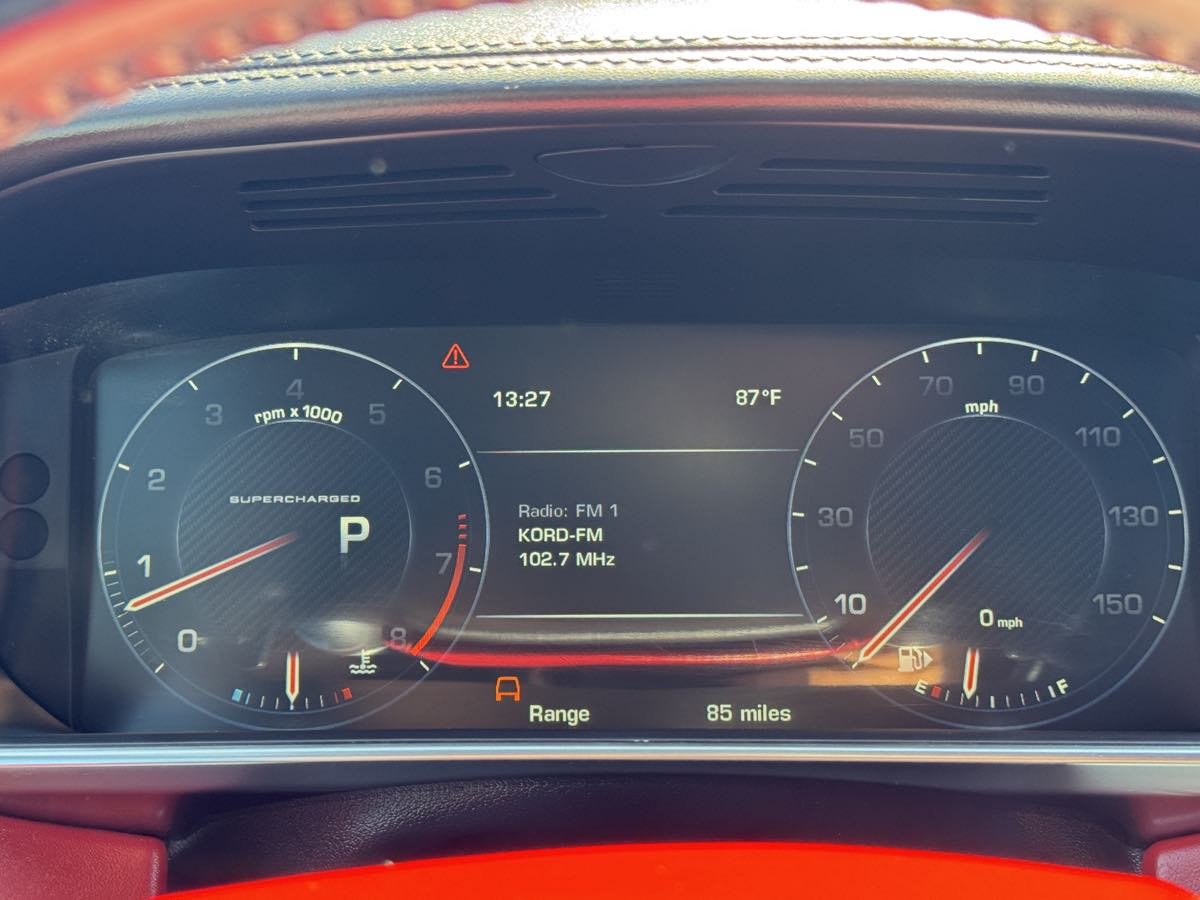 13:27 87°F
0 1 2 3 4 5 6 7 8
rpm x 1000
SUPERCHARGED
P
Radio: FM 1
KORD-FM
102.7 MHz
Range 85 miles
10 30 50 70 90 110 130 150
mph
0 mph
E F